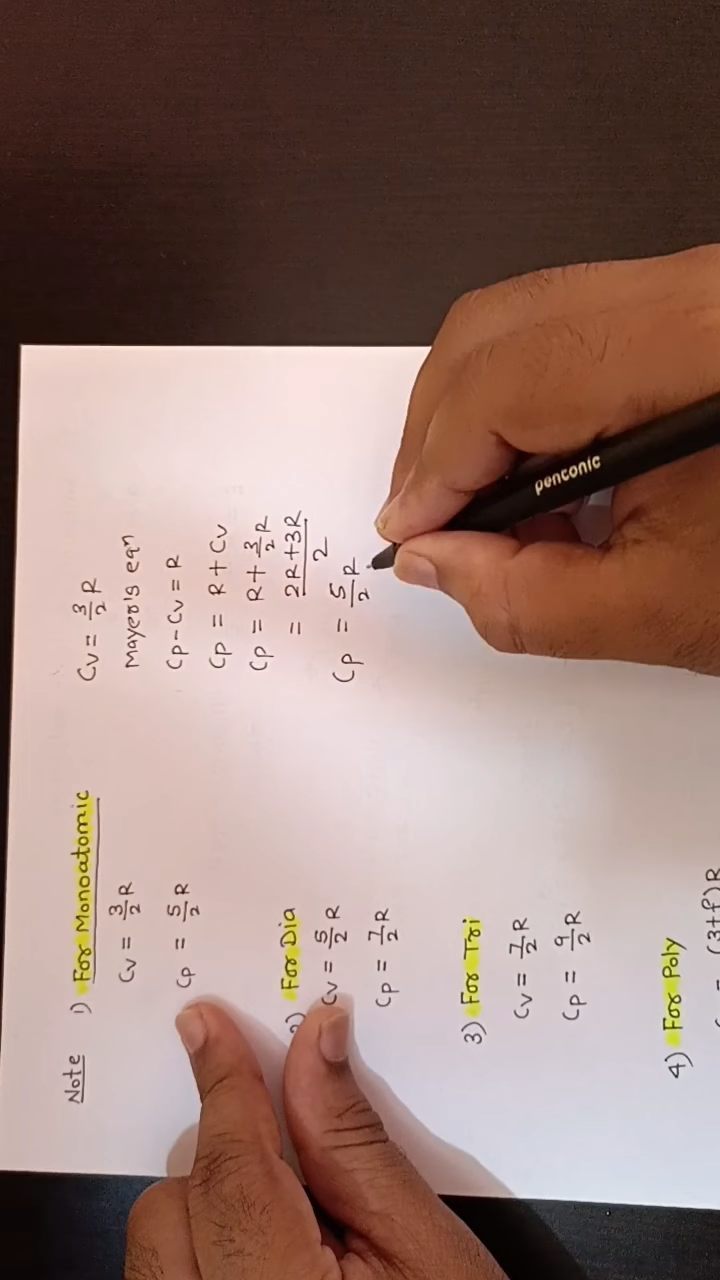 Note 1) For Monoatomic
Cv = 3/2 R
Cp = 5/2 R
2) For Dia
Cv = 5/2 R
Cp = 7/2 R
3) For Tri
Cv = 7/2 R
Cp = 9/2 R
4) For Poly
(3+f)R
Cv = 3/2 R
Mayer's eqn
Cp - Cv = R
Cp = R + Cv
Cp = R + 3/2 R
= 2R+3R/2
Cp = 5/2 R
penconic